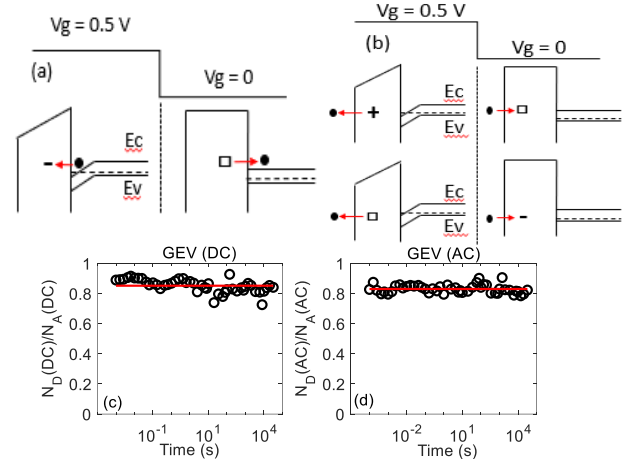 Vg = 0.5 V
(a)
Vg = 0
Ec
Ev
-
Vg = 0.5 V
(b)
Vg = 0
+
Ec
Ev
Ec
Ev
-
GEV (DC)
N_D(DC)/N_A(DC)
1
0.8
0.6
0.4
0.2
0
(c)
10^-4
10^1
10^4
Time (s)
GEV (AC)
N_D(AC)/N_A(AC)
1
0.8
0.6
0.4
0.2
0
(d)
10^-2
10^1
10^4
Time (s)